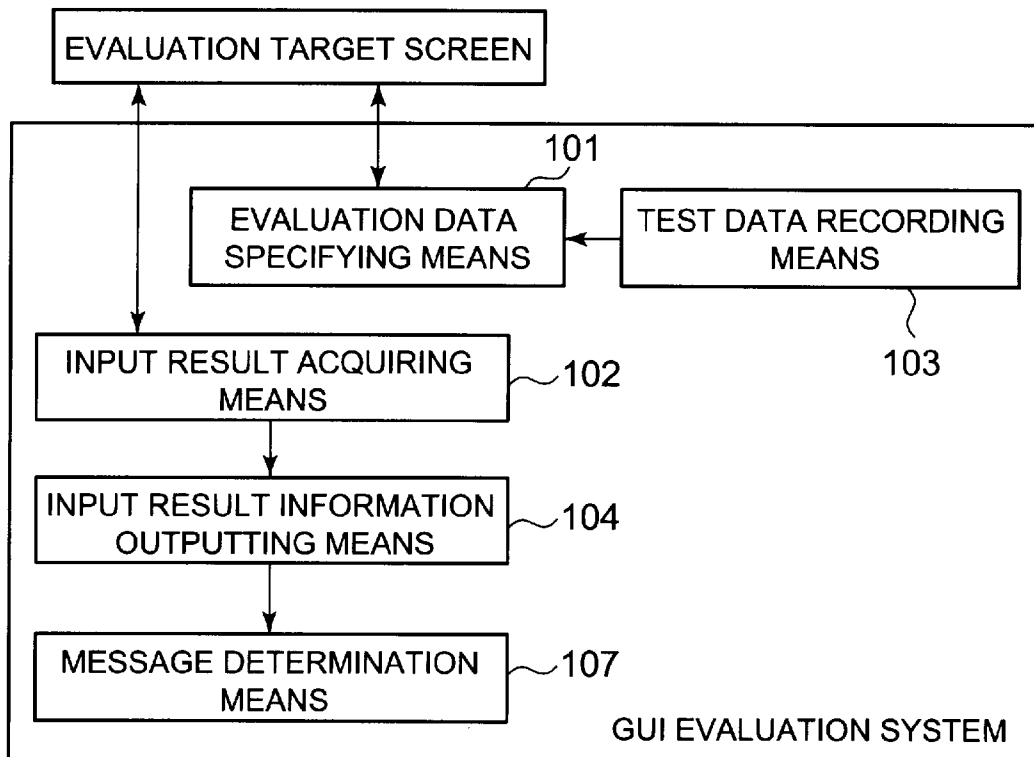 EVALUATION TARGET SCREEN
101
EVALUATION DATA
SPECIFYING MEANS
TEST DATA RECORDING
MEANS
103
INPUT RESULT ACQUIRING
MEANS
102
INPUT RESULT INFORMATION
OUTPUTTING MEANS
104
MESSAGE DETERMINATION
MEANS
107
GUI EVALUATION SYSTEM